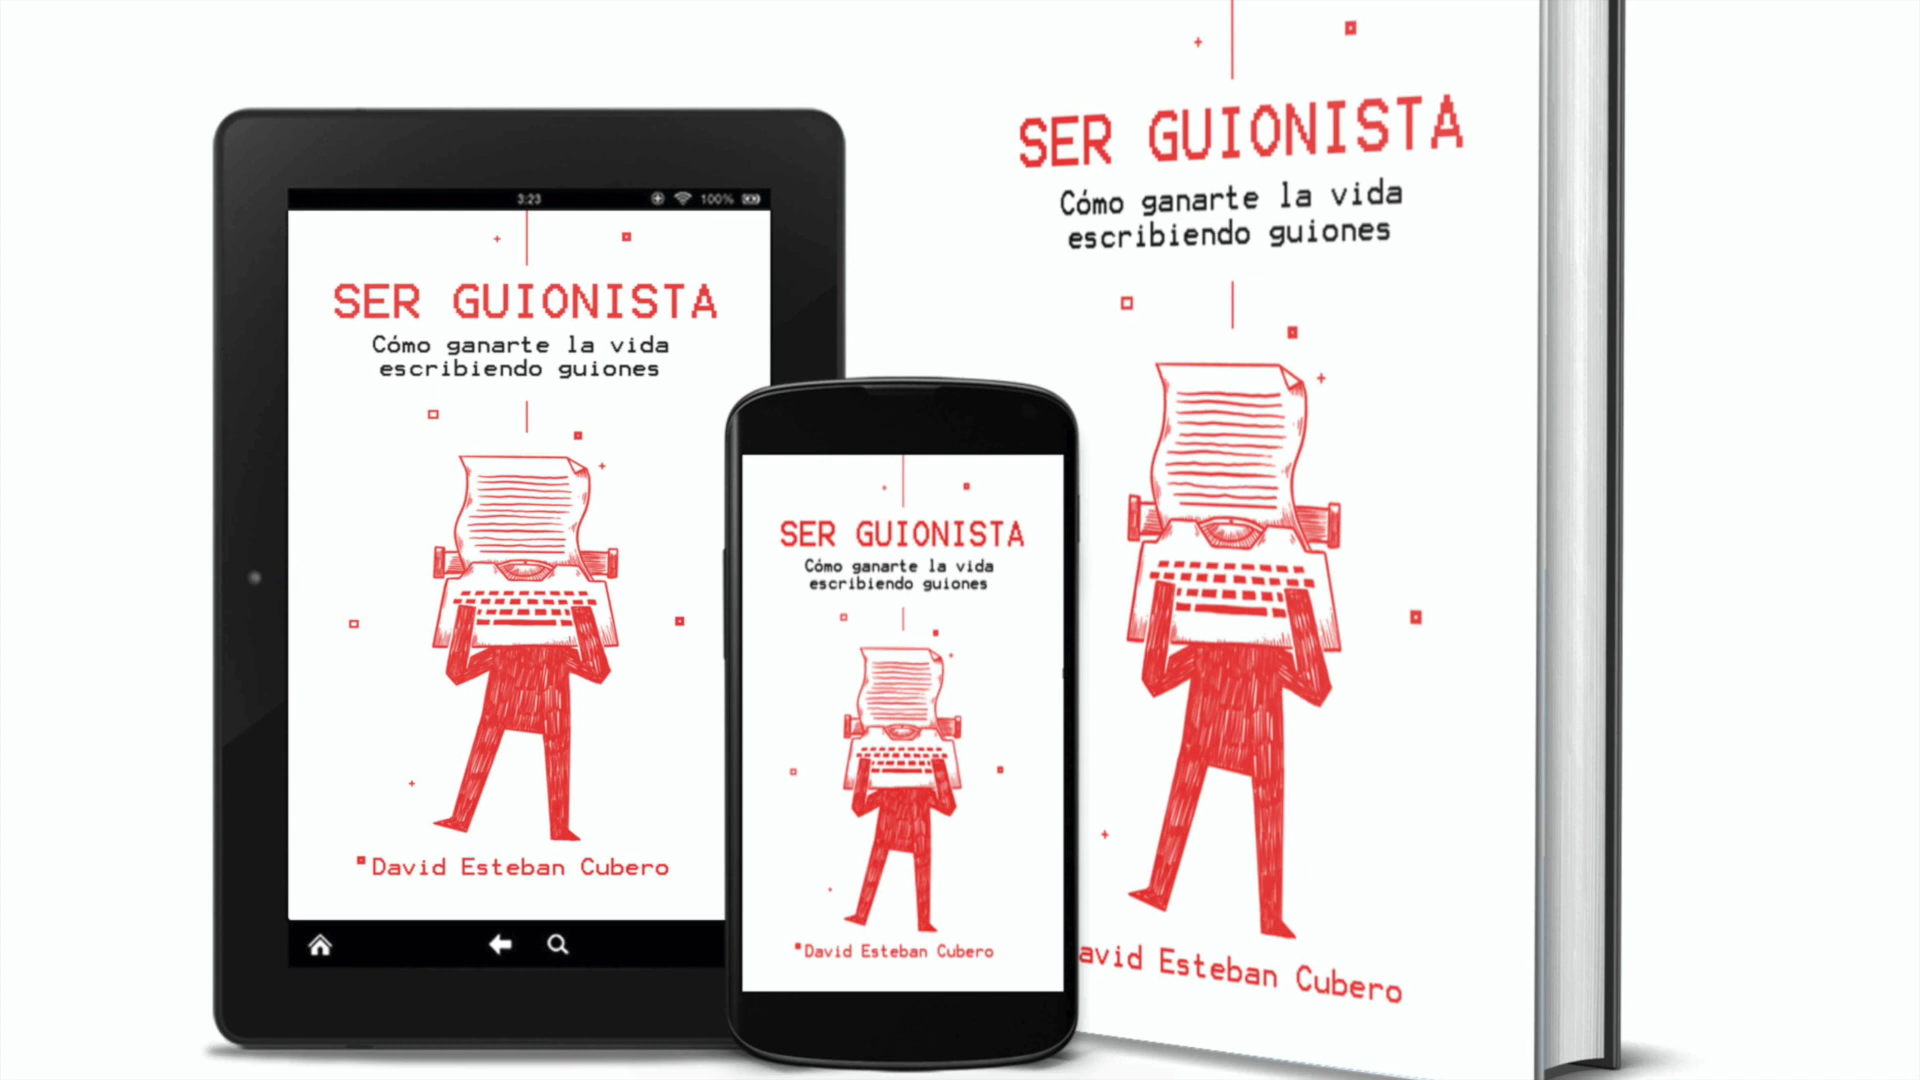 3:23
100%
SER GUIONISTA
Cómo ganarte la vida
escribiendo guiones
David Esteban Cubero
SER GUIONISTA
Cómo ganarte la vida
escribiendo guiones
David Esteban Cubero
SER GUIONISTA
Cómo ganarte la vida
escribiendo guiones
avid Esteban Cubero